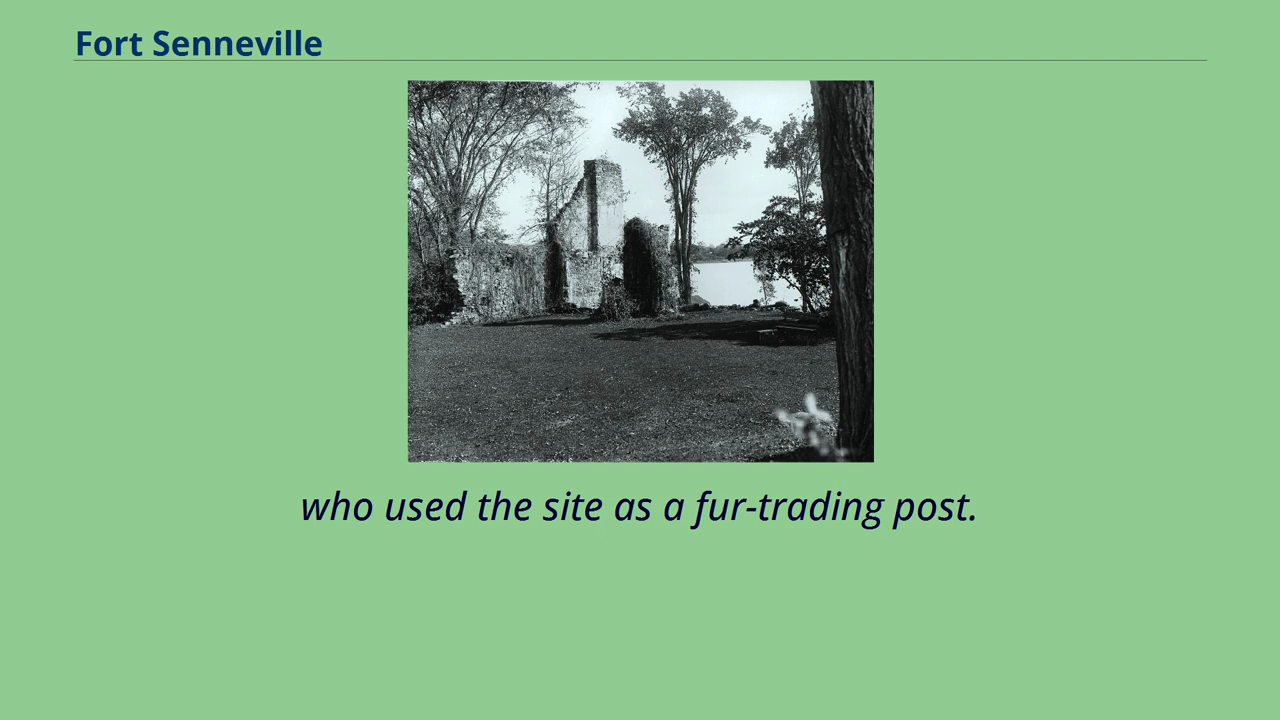 Fort Senneville
who used the site as a fur-trading post.